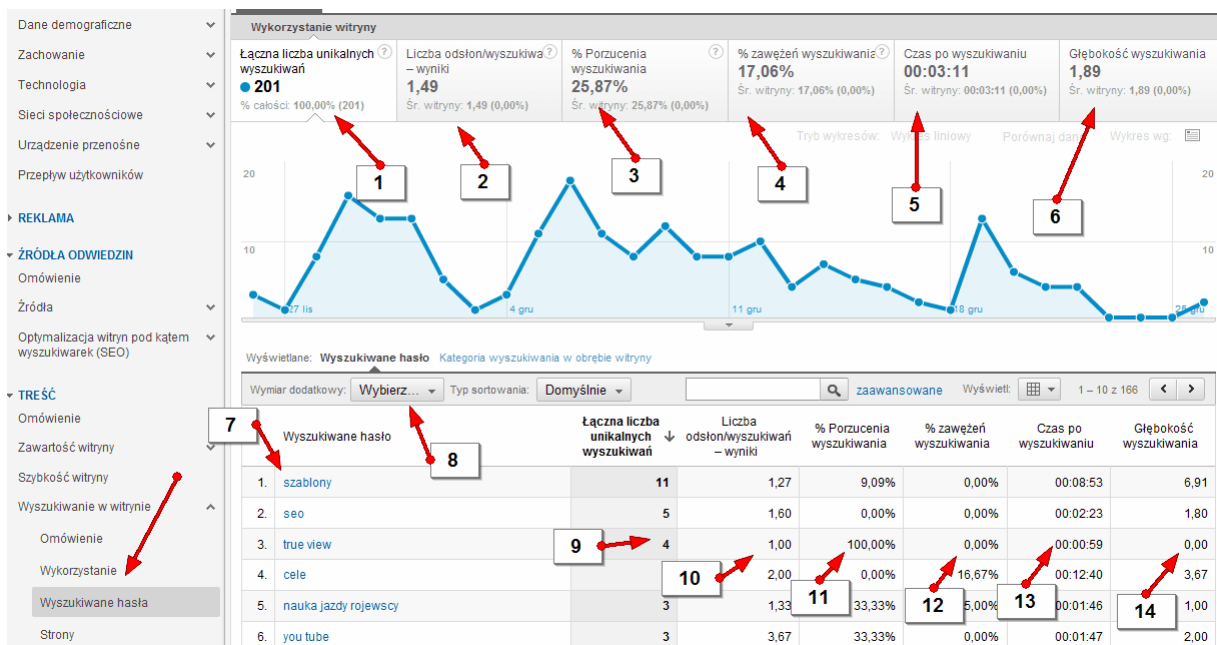 Dane demograficzne
Zachowanie
Technologia
Sieci społecznościowe
Urządzenie przenośne
Przepływ użytkowników
REKLAMA
ŹRÓDŁA ODWIEDZIN
Omówienie
Źródła
Optymalizacja witryn pod kątem
wyszukiwarek (SEO)
TREŚĆ
Omówienie
Zawartość witryny
Szybkość witryny
Wyszukiwanie w witrynie
Omówienie
Wykorzystanie
Wyszukiwane hasła
Strony
Wykorzystanie witryny
Łączna liczba unikalnych
wyszukiwań
201
% całości: 100,00% (201)
Liczba odsłon/wyszukiwa
– wyniki
1,49
Śr. witryny: 1,49 (0,00%)
% Porzucenia
wyszukiwania
25,87%
Śr. witryny: 25,87% (0,00%)
% zawężeń wyszukiwania
17,06%
Śr. witryny: 17,06% (0,00%)
Czas po wyszukiwaniu
00:03:11
Śr. witryny: 00:03:11 (0,00%)
Głębokość wyszukiwania
1,89
Śr. witryny: 1,89 (0,00%)
Tryb wykresów: Wykres liniowy Porównaj dane Wykres wg:
1 2 3 4 5 6
20 20
10 10
27 lis 4 gru 11 gru 18 gru 25 gru
Wyświetlane: Wyszukiwane hasło Kategoria wyszukiwania w obrębie witryny
Wymiar dodatkowy: Wybierz... Typ sortowania: Domyślnie zaawansowane Wyświetl: 1 – 10 z 166
7 8
Wyszukiwane hasło
Łączna liczba
unikalnych
wyszukiwań
Liczba
odsłon/wyszukiwań
– wyniki
% Porzucenia
wyszukiwania
% zawężeń
wyszukiwania
Czas po
wyszukiwaniu
Głębokość
wyszukiwania
1. szablony 11 1,27 9,09% 0,00% 00:08:53 6,91
2. seo 5 1,60 0,00% 0,00% 00:02:23 1,80
3. true view 9 4 1,00 100,00% 0,00% 00:00:59 0,00
4. cele 10 2,00 0,00% 16,67% 00:12:40 3,67
5. nauka jazdy rojewscy 3 1,33 11 33,33% 12 5,00% 13 00:01:46 14 1,00
6. you tube 3 3,67 33,33% 0,00% 00:01:47 2,00